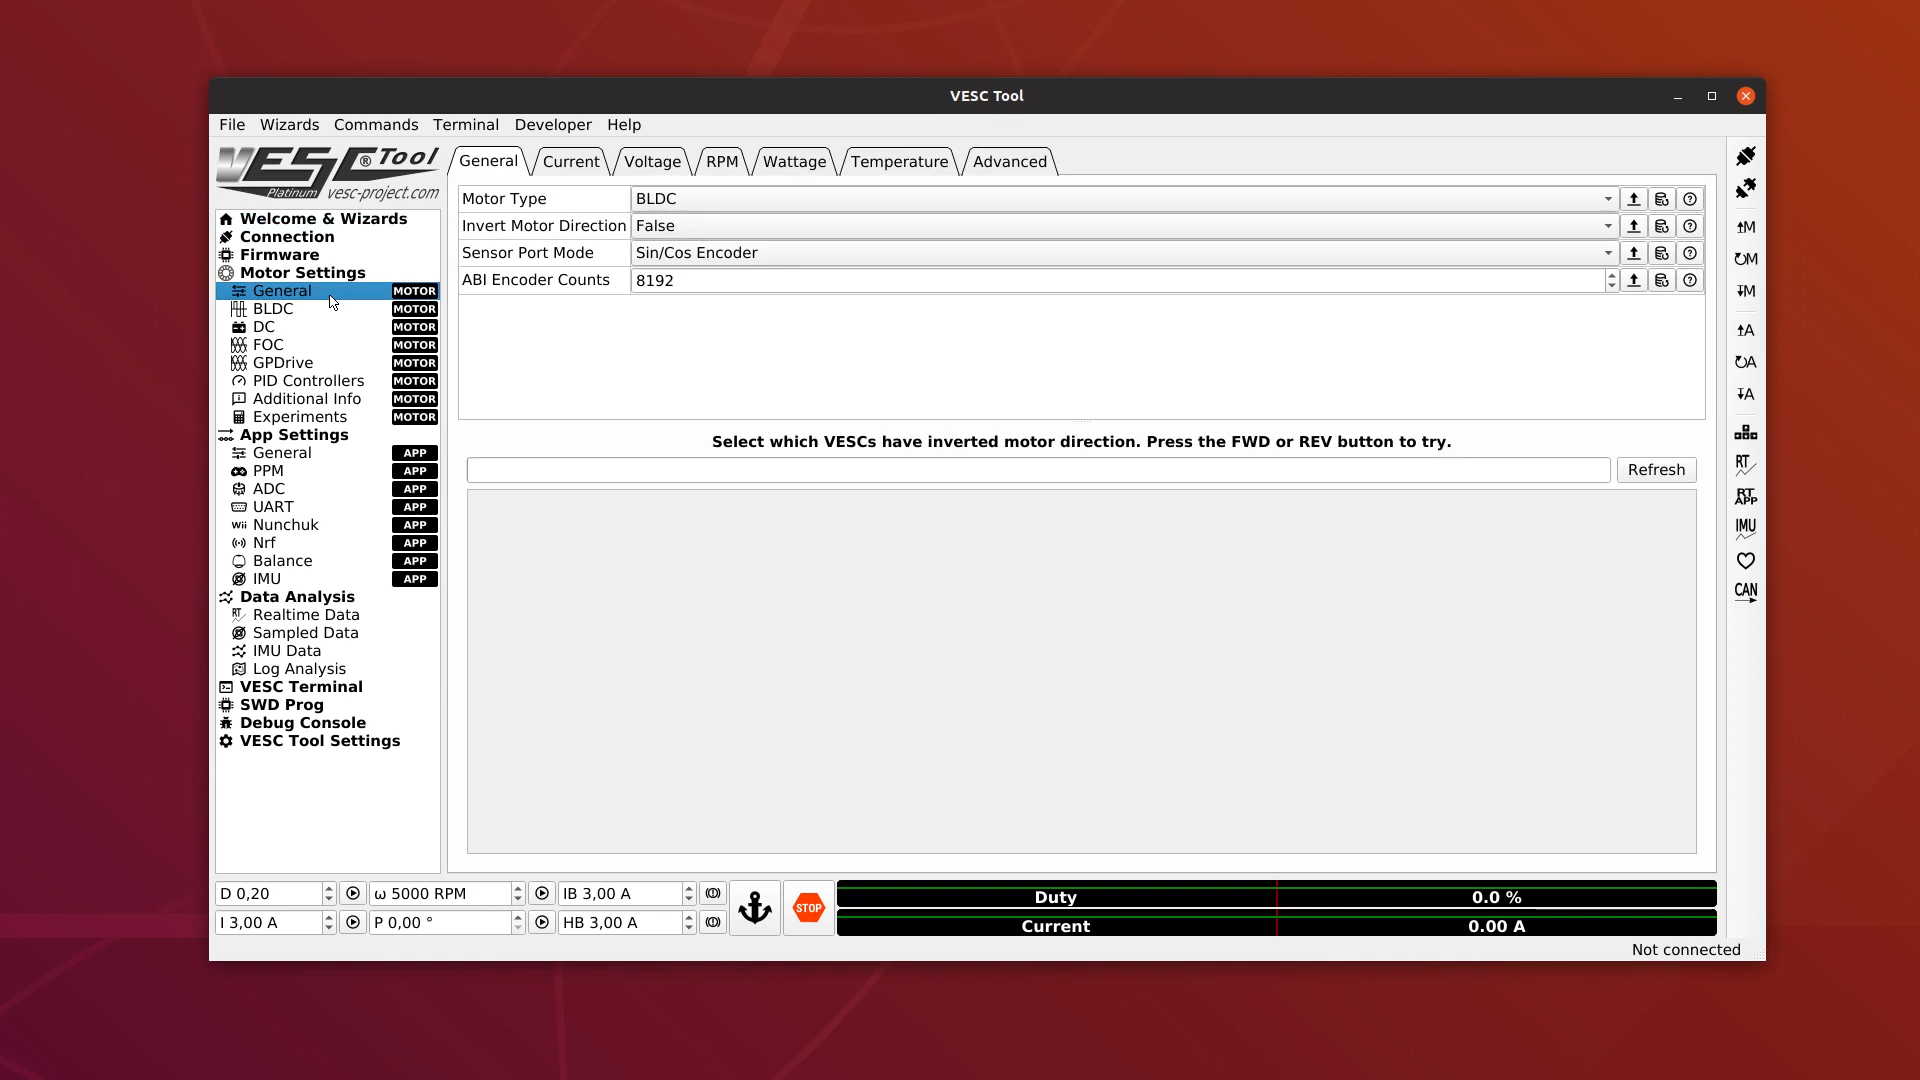 VESC Tool
File Wizards Commands Terminal Developer Help
VESC® Tool
Platinum vesc-project.com
Welcome & Wizards
Connection
Firmware
Motor Settings
General MOTOR
BLDC MOTOR
DC MOTOR
FOC MOTOR
GPDrive MOTOR
PID Controllers MOTOR
Additional Info MOTOR
Experiments MOTOR
App Settings
General APP
PPM APP
ADC APP
UART APP
Wii Nunchuk APP
Nrf APP
Balance APP
IMU APP
Data Analysis
RT Realtime Data
Sampled Data
IMU Data
Log Analysis
VESC Terminal
SWD Prog
Debug Console
VESC Tool Settings
General Current Voltage RPM Wattage Temperature Advanced
Motor Type BLDC
Invert Motor Direction False
Sensor Port Mode Sin/Cos Encoder
ABI Encoder Counts 8192
Select which VESCs have inverted motor direction. Press the FWD or REV button to try.
Refresh
M
M
M
A
A
A
RT
RT APP
IMU
CAN
D 0,20 ω 5000 RPM IB 3,00 A
I 3,00 A P 0,00 ° HB 3,00 A
STOP
Duty 0.0 %
Current 0.00 A
Not connected